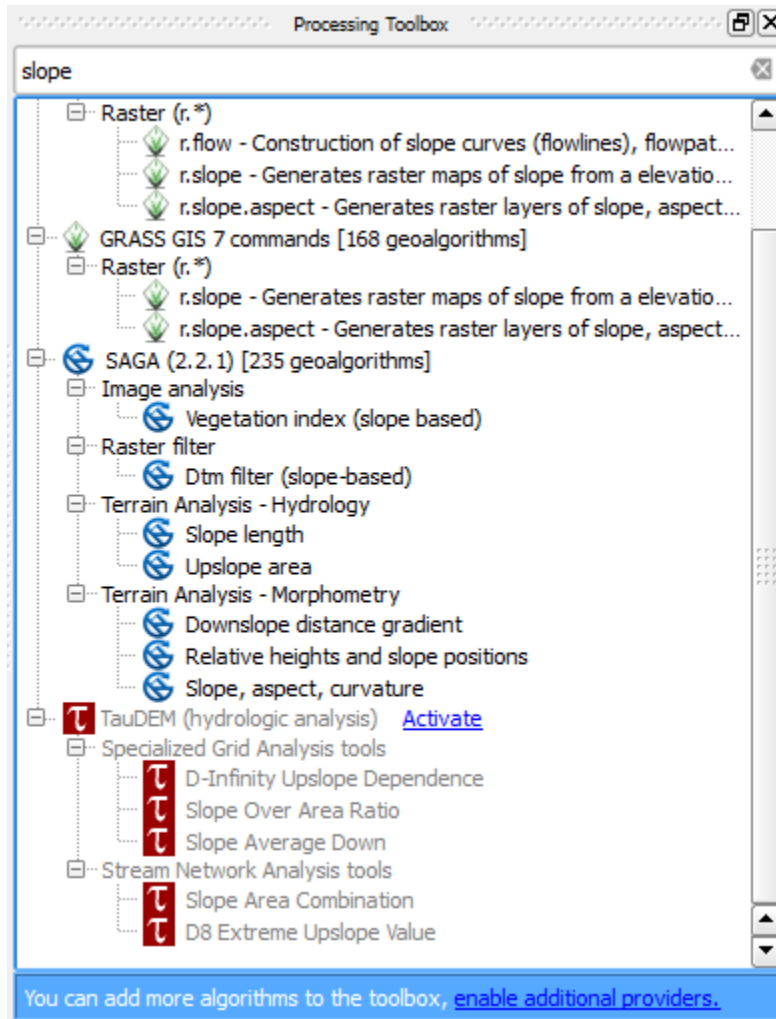 Processing Toolbox
slope
Raster (r.*)
r.flow - Construction of slope curves (flowlines), flowpat...
r.slope - Generates raster maps of slope from a elevatio...
r.slope.aspect - Generates raster layers of slope, aspect...
GRASS GIS 7 commands [168 geoalgorithms]
Raster (r.*)
r.slope - Generates raster maps of slope from a elevatio...
r.slope.aspect - Generates raster layers of slope, aspect...
SAGA (2.2.1) [235 geoalgorithms]
Image analysis
Vegetation index (slope based)
Raster filter
Dtm filter (slope-based)
Terrain Analysis - Hydrology
Slope length
Upslope area
Terrain Analysis - Morphometry
Downslope distance gradient
Relative heights and slope positions
Slope, aspect, curvature
TauDEM (hydrologic analysis) Activate
Specialized Grid Analysis tools
D-Infinity Upslope Dependence
Slope Over Area Ratio
Slope Average Down
Stream Network Analysis tools
Slope Area Combination
D8 Extreme Upslope Value
You can add more algorithms to the toolbox, enable additional providers.